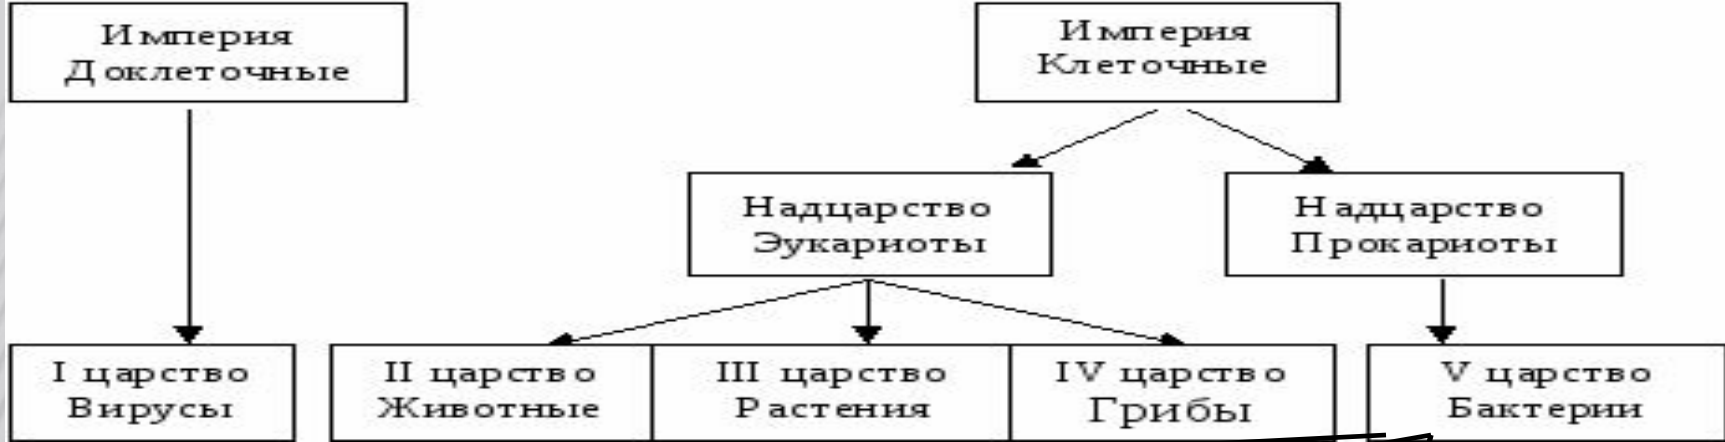 Империя
Доклеточные
Империя
Клеточные
Надцарство
Эукариоты
Надцарство
Прокариоты
I царство
Вирусы
II царство
Животные
III царство
Растения
IV царство
Грибы
V царство
Бактерии